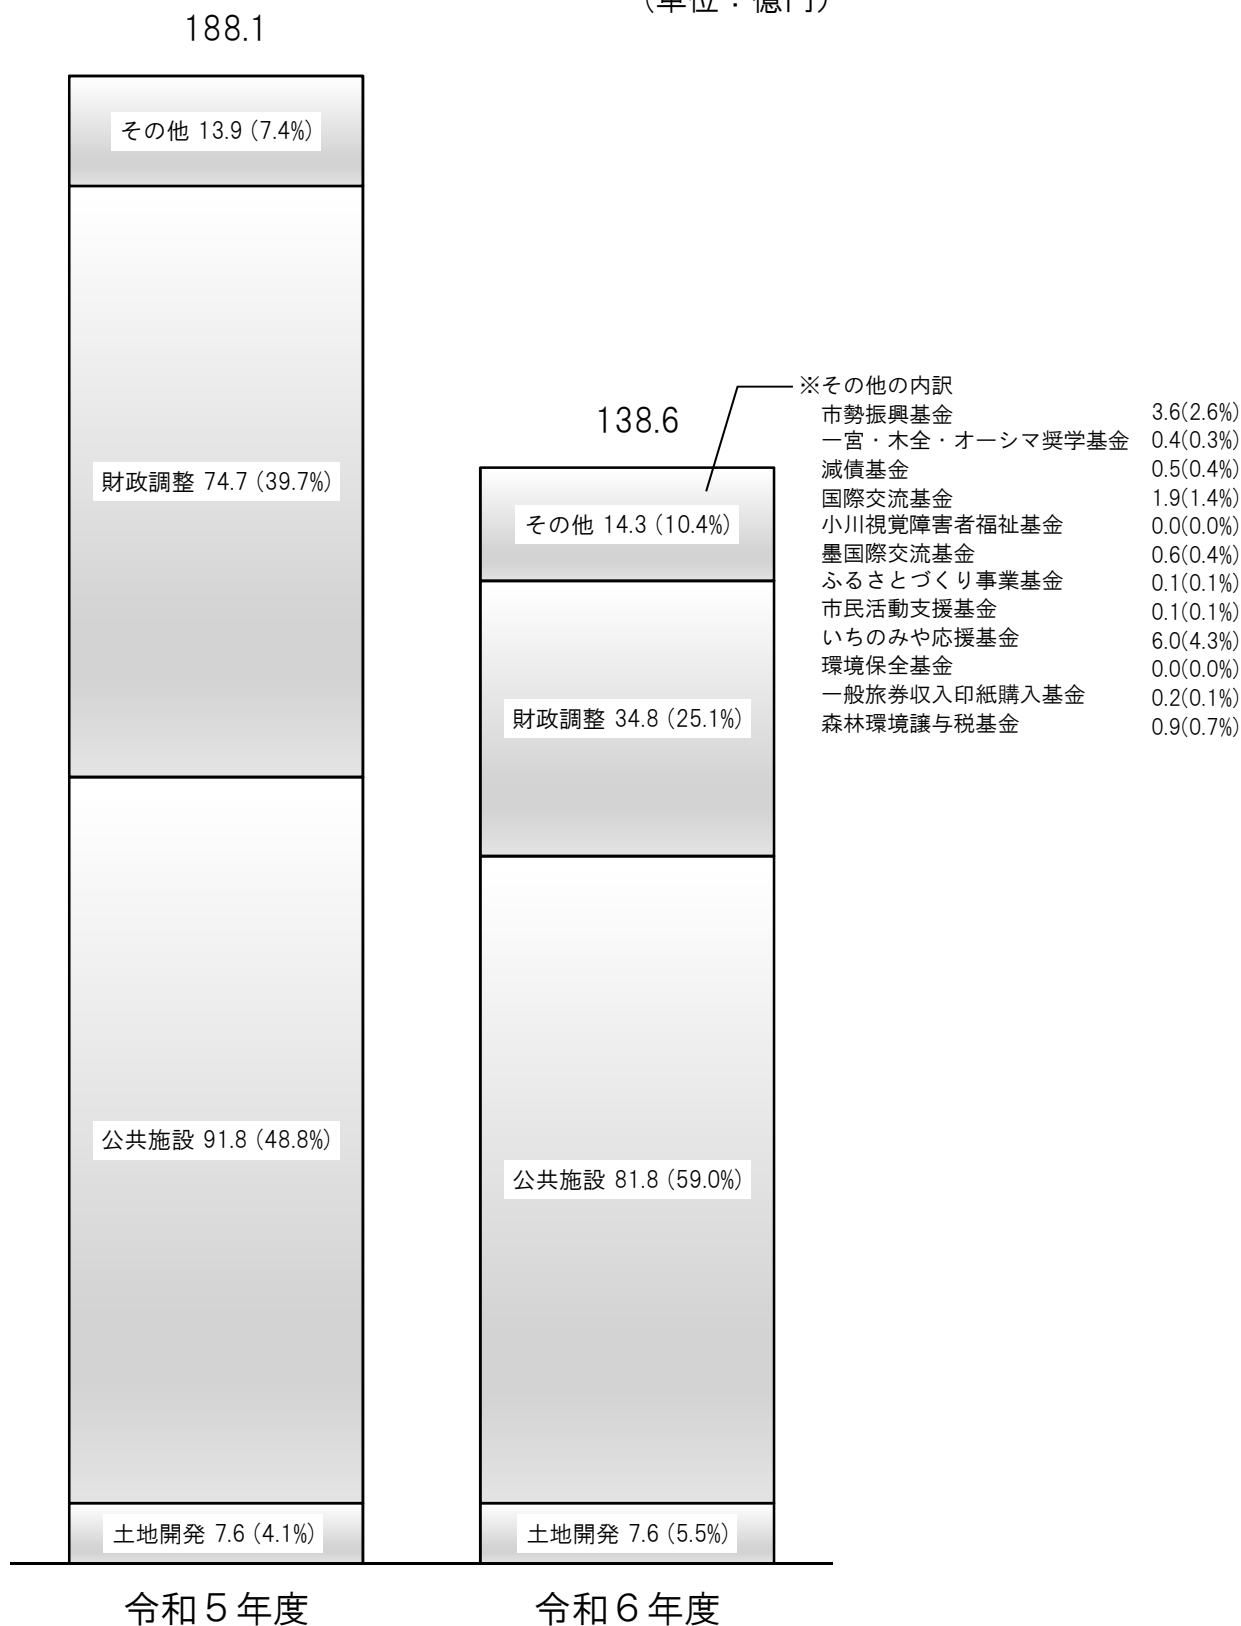 （単位：億円）
188.1
その他 13.9 (7.4%)
財政調整 74.7 (39.7%)
公共施設 91.8 (48.8%)
土地開発 7.6 (4.1%)
令和５年度
138.6
その他 14.3 (10.4%)
財政調整 34.8 (25.1%)
公共施設 81.8 (59.0%)
土地開発 7.6 (5.5%)
令和６年度
※その他の内訳
市勢振興基金 3.6(2.6%)
一宮・木全・オーシマ奨学基金 0.4(0.3%)
減債基金 0.5(0.4%)
国際交流基金 1.9(1.4%)
小川視覚障害者福祉基金 0.0(0.0%)
墨国際交流基金 0.6(0.4%)
ふるさとづくり事業基金 0.1(0.1%)
市民活動支援基金 0.1(0.1%)
いちのみや応援基金 6.0(4.3%)
環境保全基金 0.0(0.0%)
一般旅券収入印紙購入基金 0.2(0.1%)
森林環境譲与税基金 0.9(0.7%)